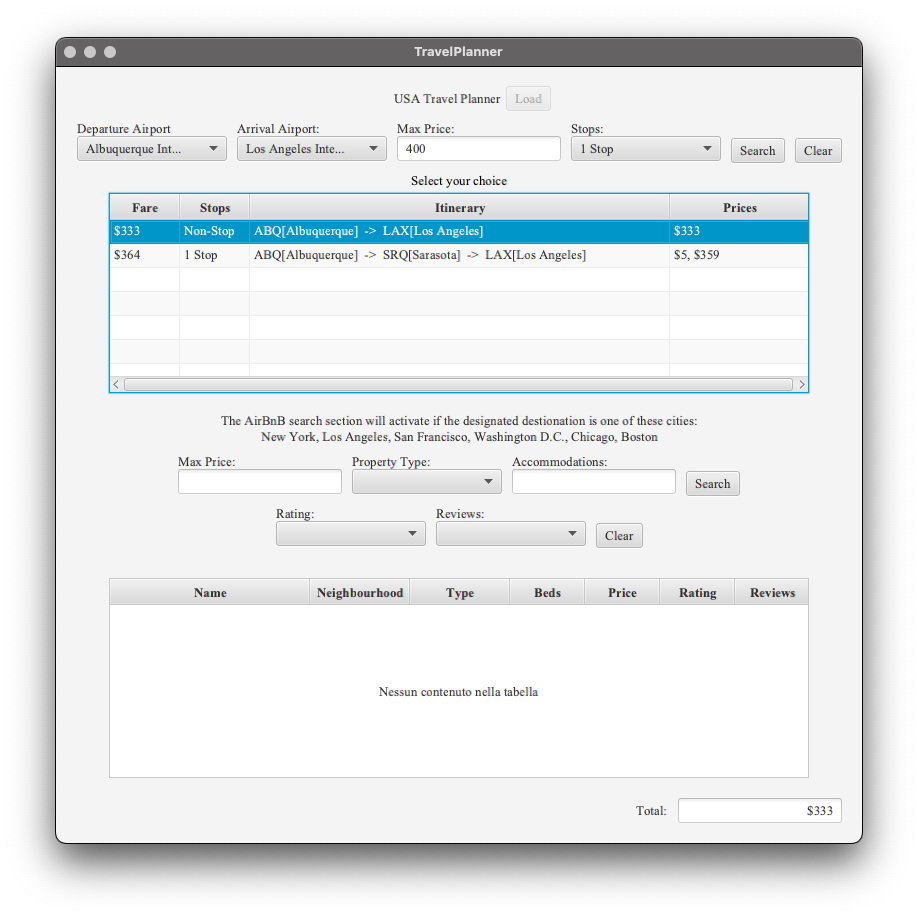 TravelPlanner
USA Travel Planner Load
Departure Airport Arrival Airport: Max Price: Stops:
Albuquerque Int... Los Angeles Inte... 400 1 Stop Search Clear
Select your choice
Fare Stops Itinerary Prices
$333 Non-Stop ABQ[Albuquerque] -> LAX[Los Angeles] $333
$364 1 Stop ABQ[Albuquerque] -> SRQ[Sarasota] -> LAX[Los Angeles] $5, $359
The AirBnB search section will activate if the designated destionation is one of these cities:
New York, Los Angeles, San Francisco, Washington D.C., Chicago, Boston
Max Price: Property Type: Accommodations:
Search
Rating: Reviews:
Clear
Name Neighbourhood Type Beds Price Rating Reviews
Nessun contenuto nella tabella
Total: $333